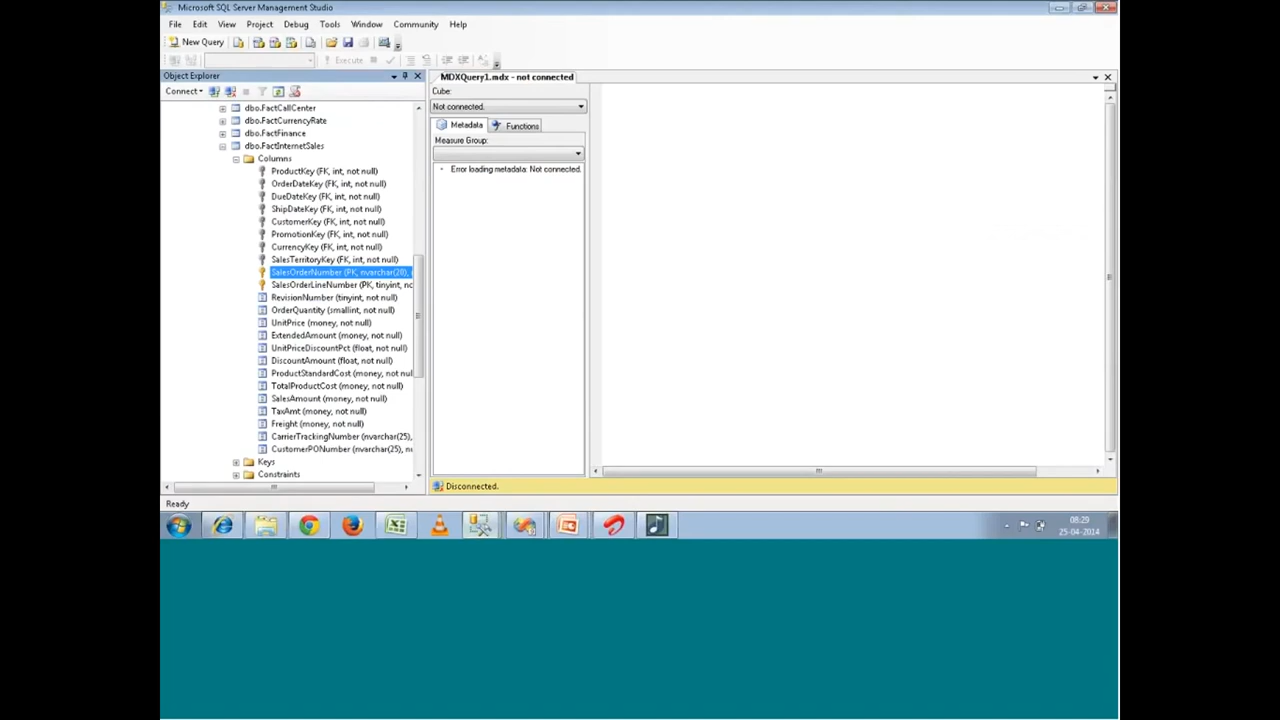 Microsoft SQL Server Management Studio
File Edit View Project Debug Tools Window Community Help
New Query
Execute
Object Explorer
Connect
dbo.FactCallCenter
dbo.FactCurrencyRate
dbo.FactFinance
dbo.FactInternetSales
Columns
ProductKey (FK, int, not null)
OrderDateKey (FK, int, not null)
DueDateKey (FK, int, not null)
ShipDateKey (FK, int, not null)
CustomerKey (FK, int, not null)
PromotionKey (FK, int, not null)
CurrencyKey (FK, int, not null)
SalesTerritoryKey (FK, int, not null)
SalesOrderNumber (PK, nvarchar(20),
SalesOrderLineNumber (PK, tinyint, nc
RevisionNumber (tinyint, not null)
OrderQuantity (smallint, not null)
UnitPrice (money, not null)
ExtendedAmount (money, not null)
UnitPriceDiscountPct (float, not null)
DiscountAmount (float, not null)
ProductStandardCost (money, not nul
TotalProductCost (money, not null)
SalesAmount (money, not null)
TaxAmt (money, not null)
Freight (money, not null)
CarrierTrackingNumber (nvarchar(25),
CustomerPONumber (nvarchar(25), nu
Keys
Constraints
MDXQuery1.mdx - not connected
Cube:
Not connected.
Metadata Functions
Measure Group:
Error loading metadata: Not connected.
Disconnected.
Ready
08:29
25-04-2014